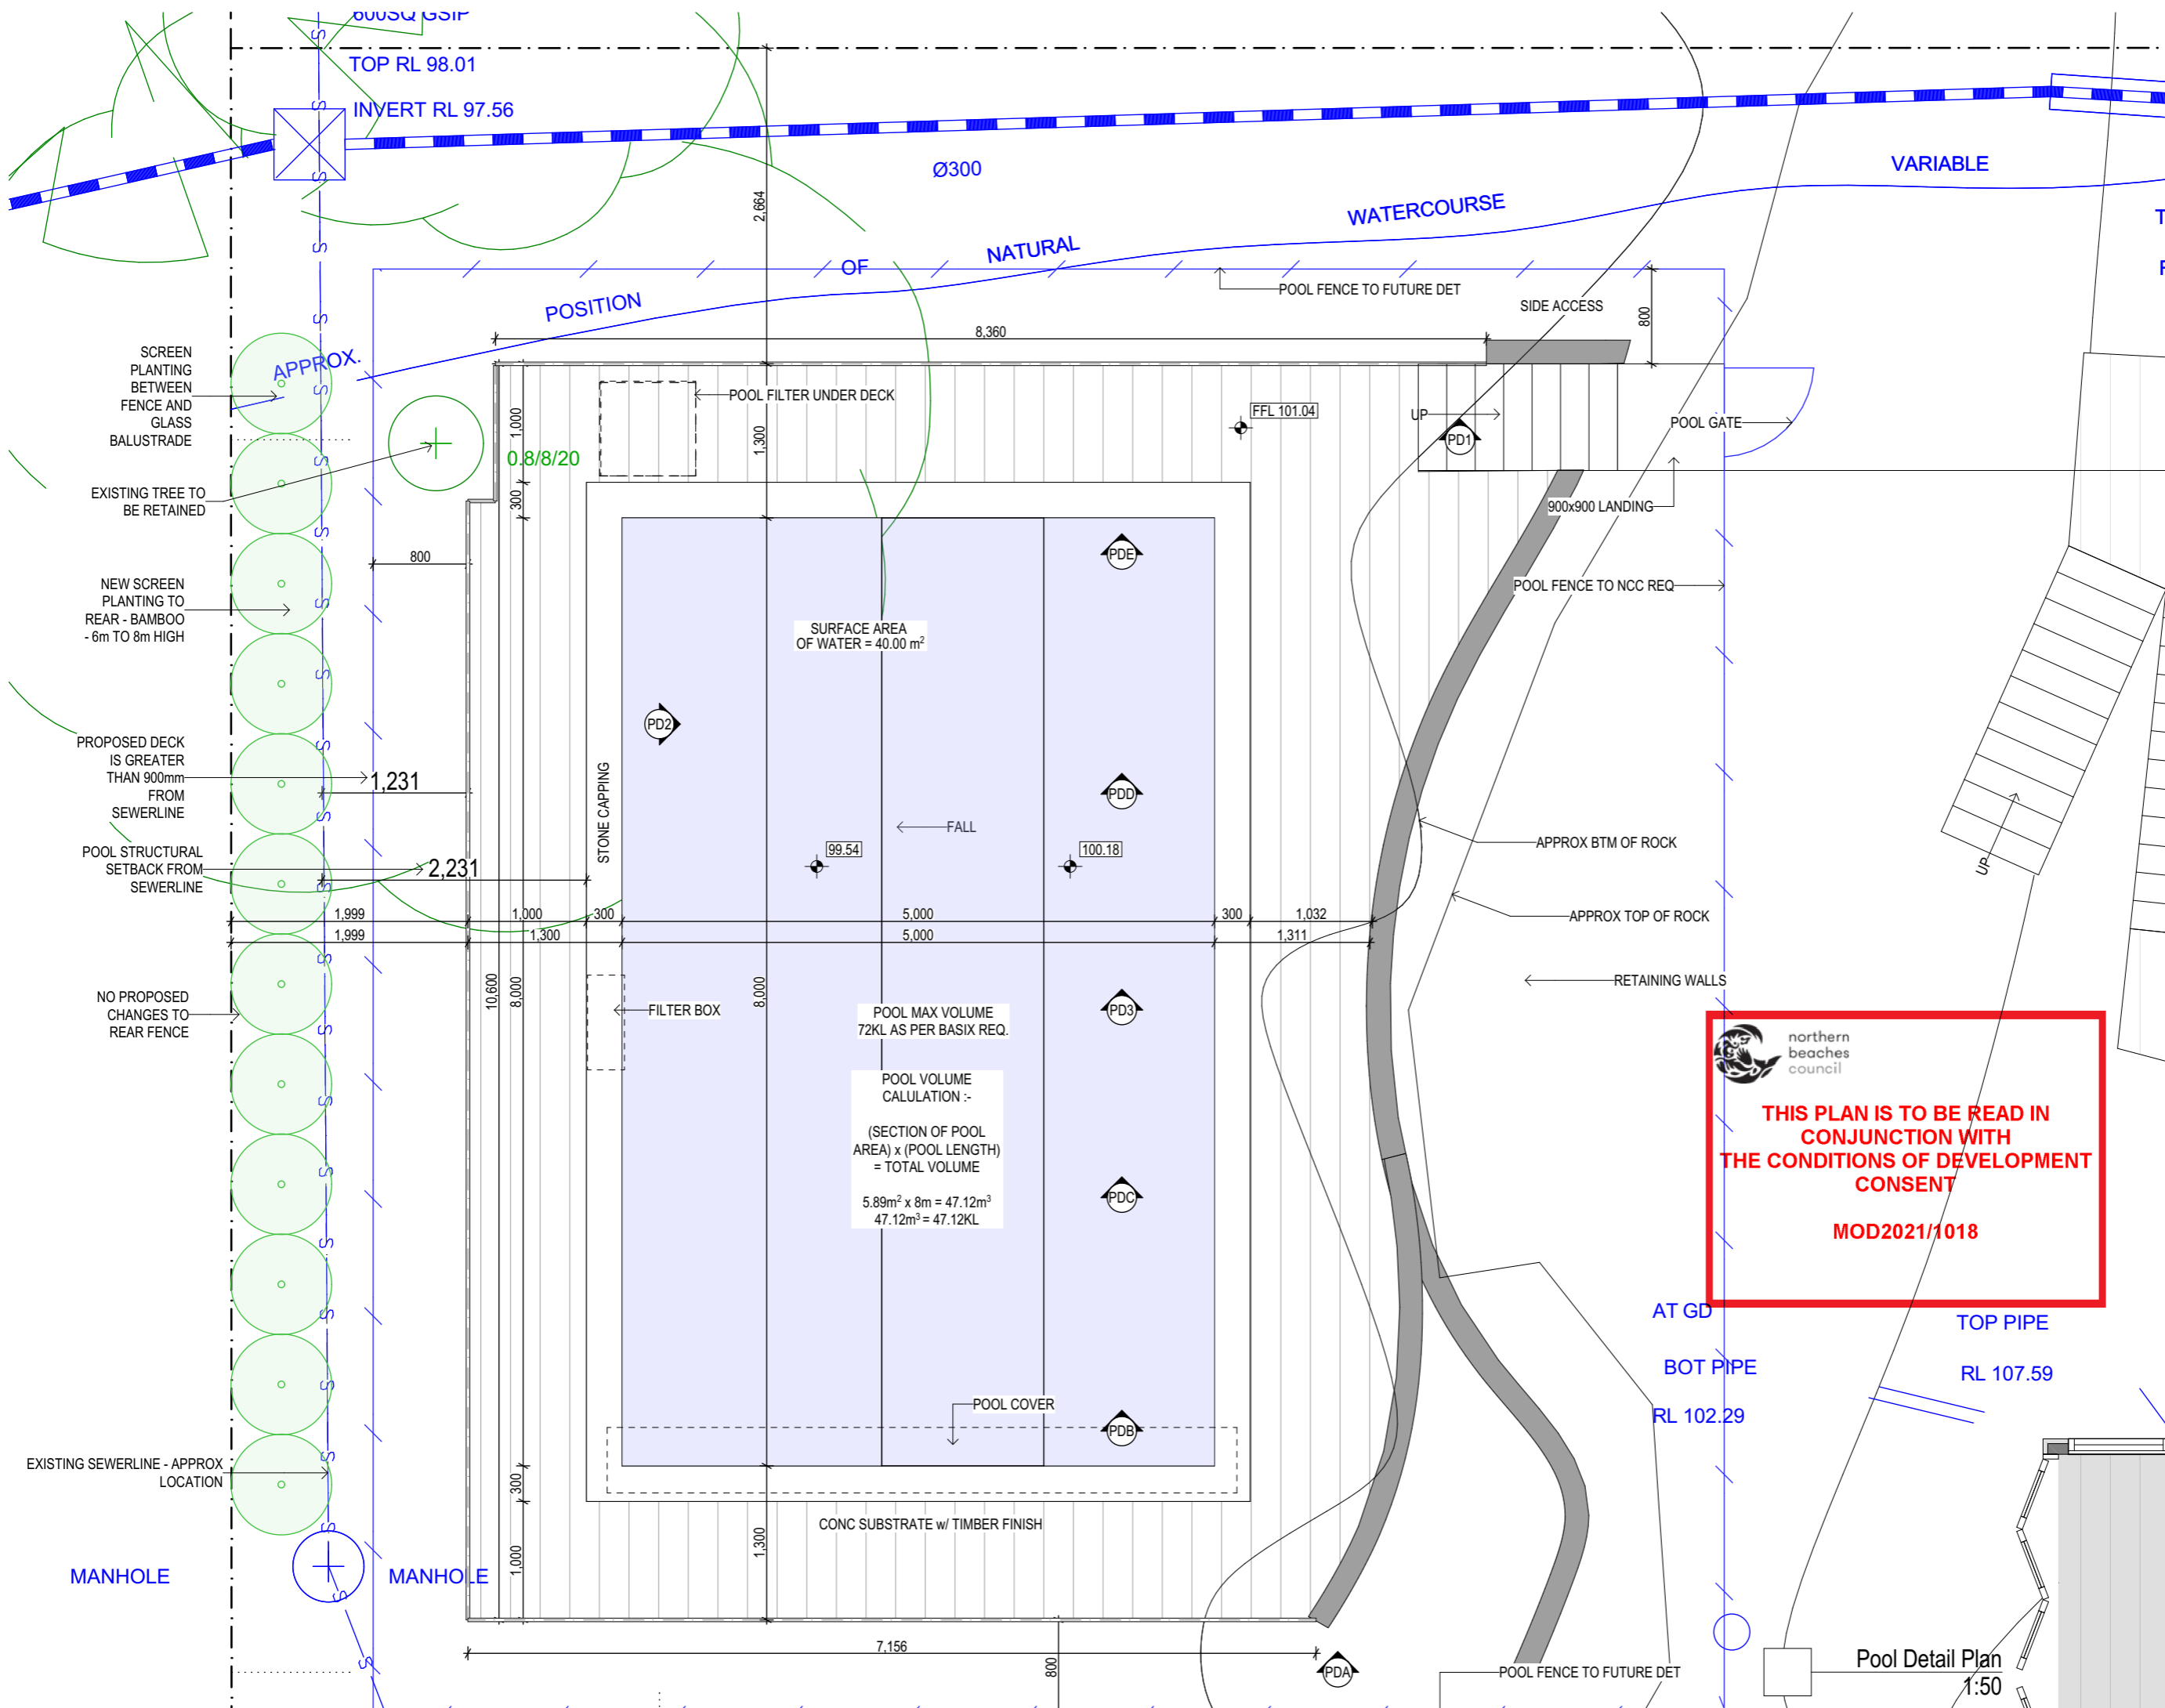 600SQ GSIP
TOP RL 98.01
INVERT RL 97.56
Ø300
VARIABLE
WATERCOURSE
NATURAL
OF
POSITION
APPROX.
2,664
POOL FENCE TO FUTURE DET
SIDE ACCESS
800
8,360
SCREEN
PLANTING
BETWEEN
FENCE AND
GLASS
BALUSTRADE
POOL FILTER UNDER DECK
1,000
1,300
FFL 101.04
UP
PD1
POOL GATE
0.8/8/20
300
EXISTING TREE TO
BE RETAINED
900x900 LANDING
800
PDE
NEW SCREEN
PLANTING TO
REAR - BAMBOO
- 6m TO 8m HIGH
POOL FENCE TO NCC REQ
SURFACE AREA
OF WATER = 40.00 m²
PD2
PROPOSED DECK
IS GREATER
THAN 900mm
FROM
SEWERLINE
1,231
STONE CAPPING
PDD
FALL
99.54
100.18
APPROX BTM OF ROCK
UP
POOL STRUCTURAL
SETBACK FROM
SEWERLINE
2,231
1,999
1,000
300
5,000
300
1,032
APPROX TOP OF ROCK
1,999
1,300
5,000
1,311
10,600
8,000
8,000
RETAINING WALLS
NO PROPOSED
CHANGES TO
REAR FENCE
FILTER BOX
POOL MAX VOLUME
72KL AS PER BASIX REQ.
PD3
POOL VOLUME
CALULATION :-
(SECTION OF POOL
AREA) x (POOL LENGTH)
= TOTAL VOLUME
5.89m² x 8m = 47.12m³
47.12m³ = 47.12KL
PDC
northern
beaches
council
THIS PLAN IS TO BE READ IN
CONJUNCTION WITH
THE CONDITIONS OF DEVELOPMENT
CONSENT
MOD2021/1018
AT GD
TOP PIPE
BOT PIPE
RL 107.59
RL 102.29
POOL COVER
PDB
EXISTING SEWERLINE - APPROX
LOCATION
300
CONC SUBSTRATE w/ TIMBER FINISH
1,300
1,000
MANHOLE
MANHOLE
7,156
800
PDA
POOL FENCE TO FUTURE DET
Pool Detail Plan
1:50